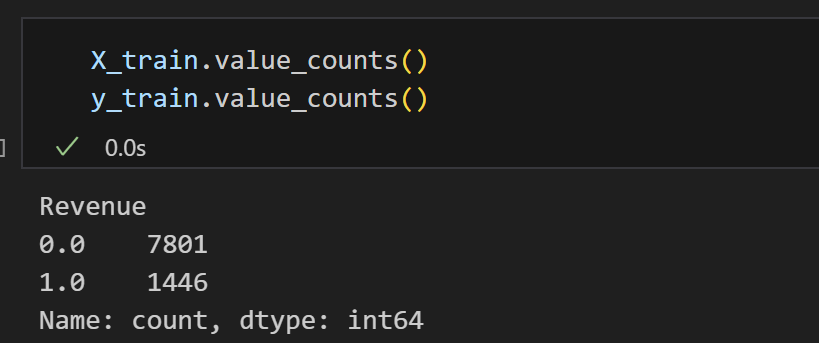 X_train.value_counts()
y_train.value_counts()
] ✓ 0.0s
Revenue
0.0    7801
1.0    1446
Name: count, dtype: int64